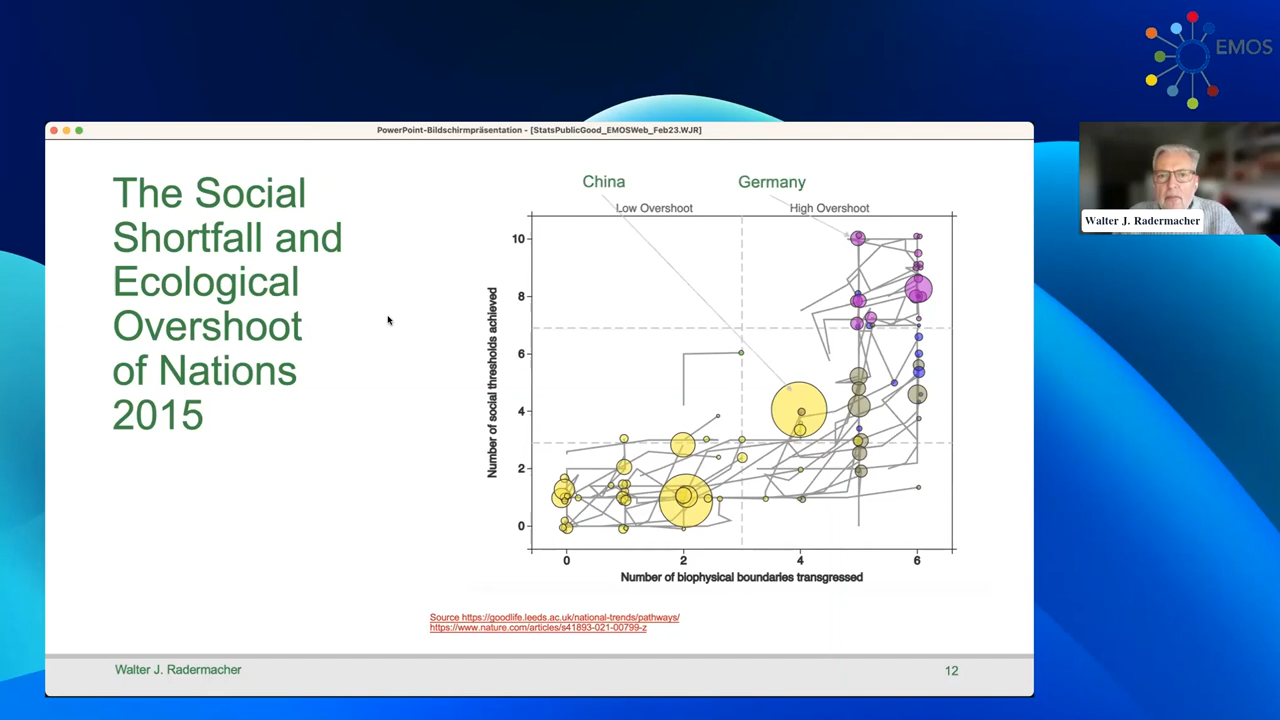 EMOS
PowerPoint-Bildschirmpräsentation - [StatsPublicGood_EMOSWeb_Feb23.WJR]
Walter J. Radermacher
The Social
Shortfall and
Ecological
Overshoot
of Nations
2015
China
Germany
Low Overshoot
High Overshoot
Number of social thresholds achieved
10
8
6
4
2
0
0
2
4
6
Number of biophysical boundaries transgressed
Source https://goodlife.leeds.ac.uk/national-trends/pathways/
https://www.nature.com/articles/s41893-021-00799-z
Walter J. Radermacher
12